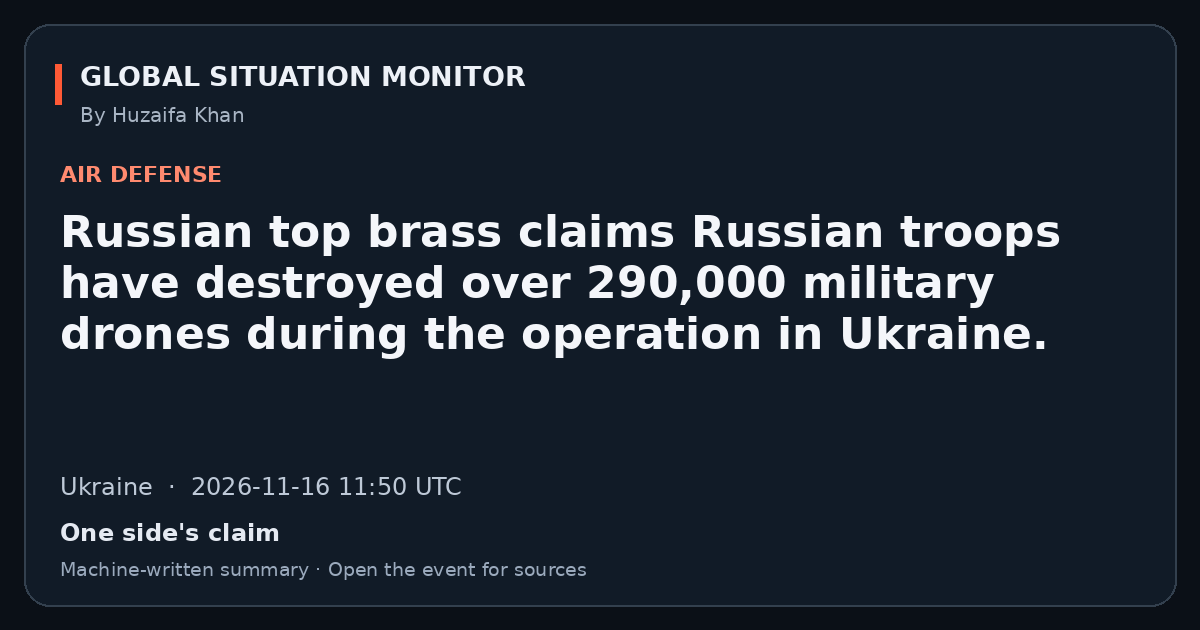 GLOBAL SITUATION MONITOR
By Huzaifa Khan
AIR DEFENSE
Russian top brass claims Russian troops
have destroyed over 290,000 military
drones during the operation in Ukraine.
Ukraine · 2026-11-16 11:50 UTC
One side's claim
Machine-written summary · Open the event for sources